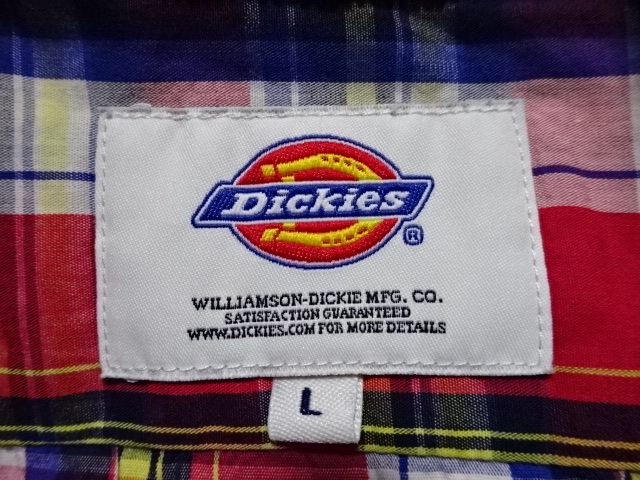 Dickies
®
WILLIAMSON-DICKIE MFG. CO.
SATISFACTION GUARANTEED
WWW.DICKIES.COM FOR MORE DETAILS
L